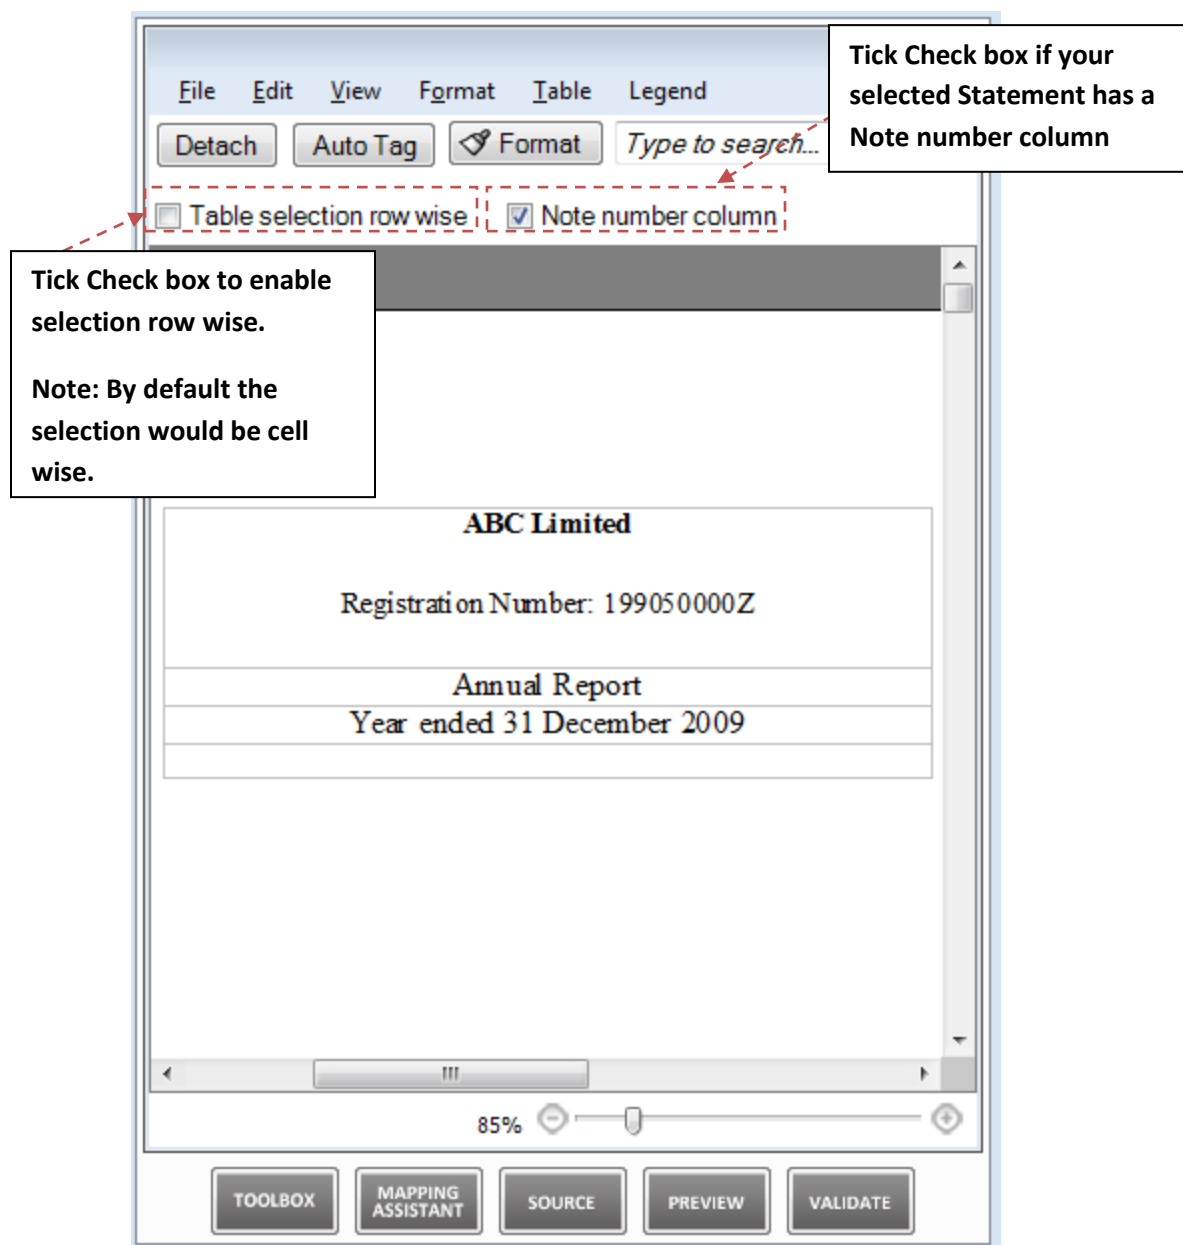 Tick Check box if your
selected Statement has a
Note number column
File Edit View Format Table Legend
Detach Auto Tag Format Type to search...
Table selection row wise Note number column
Tick Check box to enable
selection row wise.
Note: By default the
selection would be cell
wise.
ABC Limited
Registration Number: 199050000Z
Annual Report
Year ended 31 December 2009
85%
TOOLBOX MAPPING ASSISTANT SOURCE PREVIEW VALIDATE